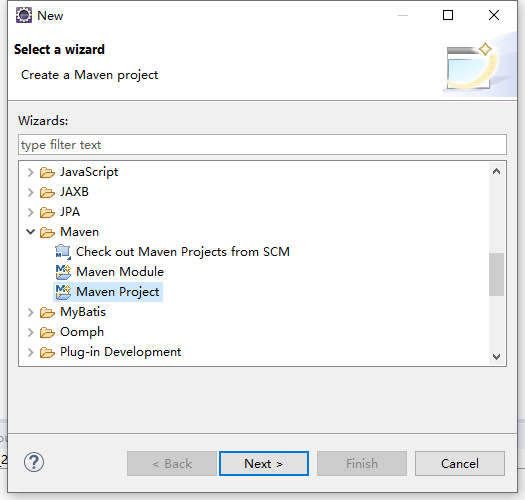 New
Select a wizard
Create a Maven project
Wizards:
type filter text
JavaScript
JAXB
JPA
Maven
Check out Maven Projects from SCM
Maven Module
Maven Project
MyBatis
Oomph
Plug-in Development
< Back
Next >
Finish
Cancel